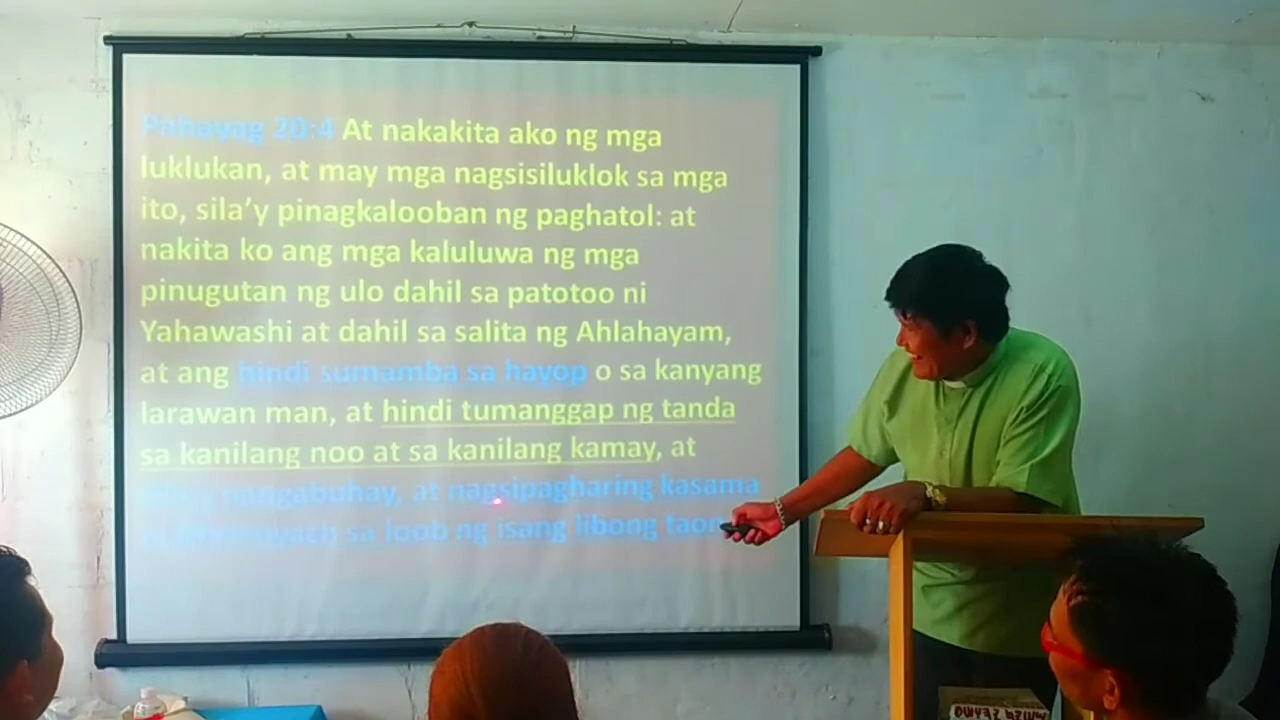 Pahayag 20:4 At nakakita ako ng mga
luklukan, at may mga nagsisiluklok sa mga
ito, sila'y pinagkalooban ng paghatol: at
nakita ko ang mga kaluluwa ng mga
pinugutan ng ulo dahil sa patotoo ni
Yahawashi at dahil sa salita ng Ahlahayam,
at ang hindi sumamba sa hayop o sa kanyang
larawan man, at hindi tumanggap ng tanda
sa kanilang noo at sa kanilang kamay, at
nangabuhay, at nagsipagharing kasama
sa loob ng isang libong taon